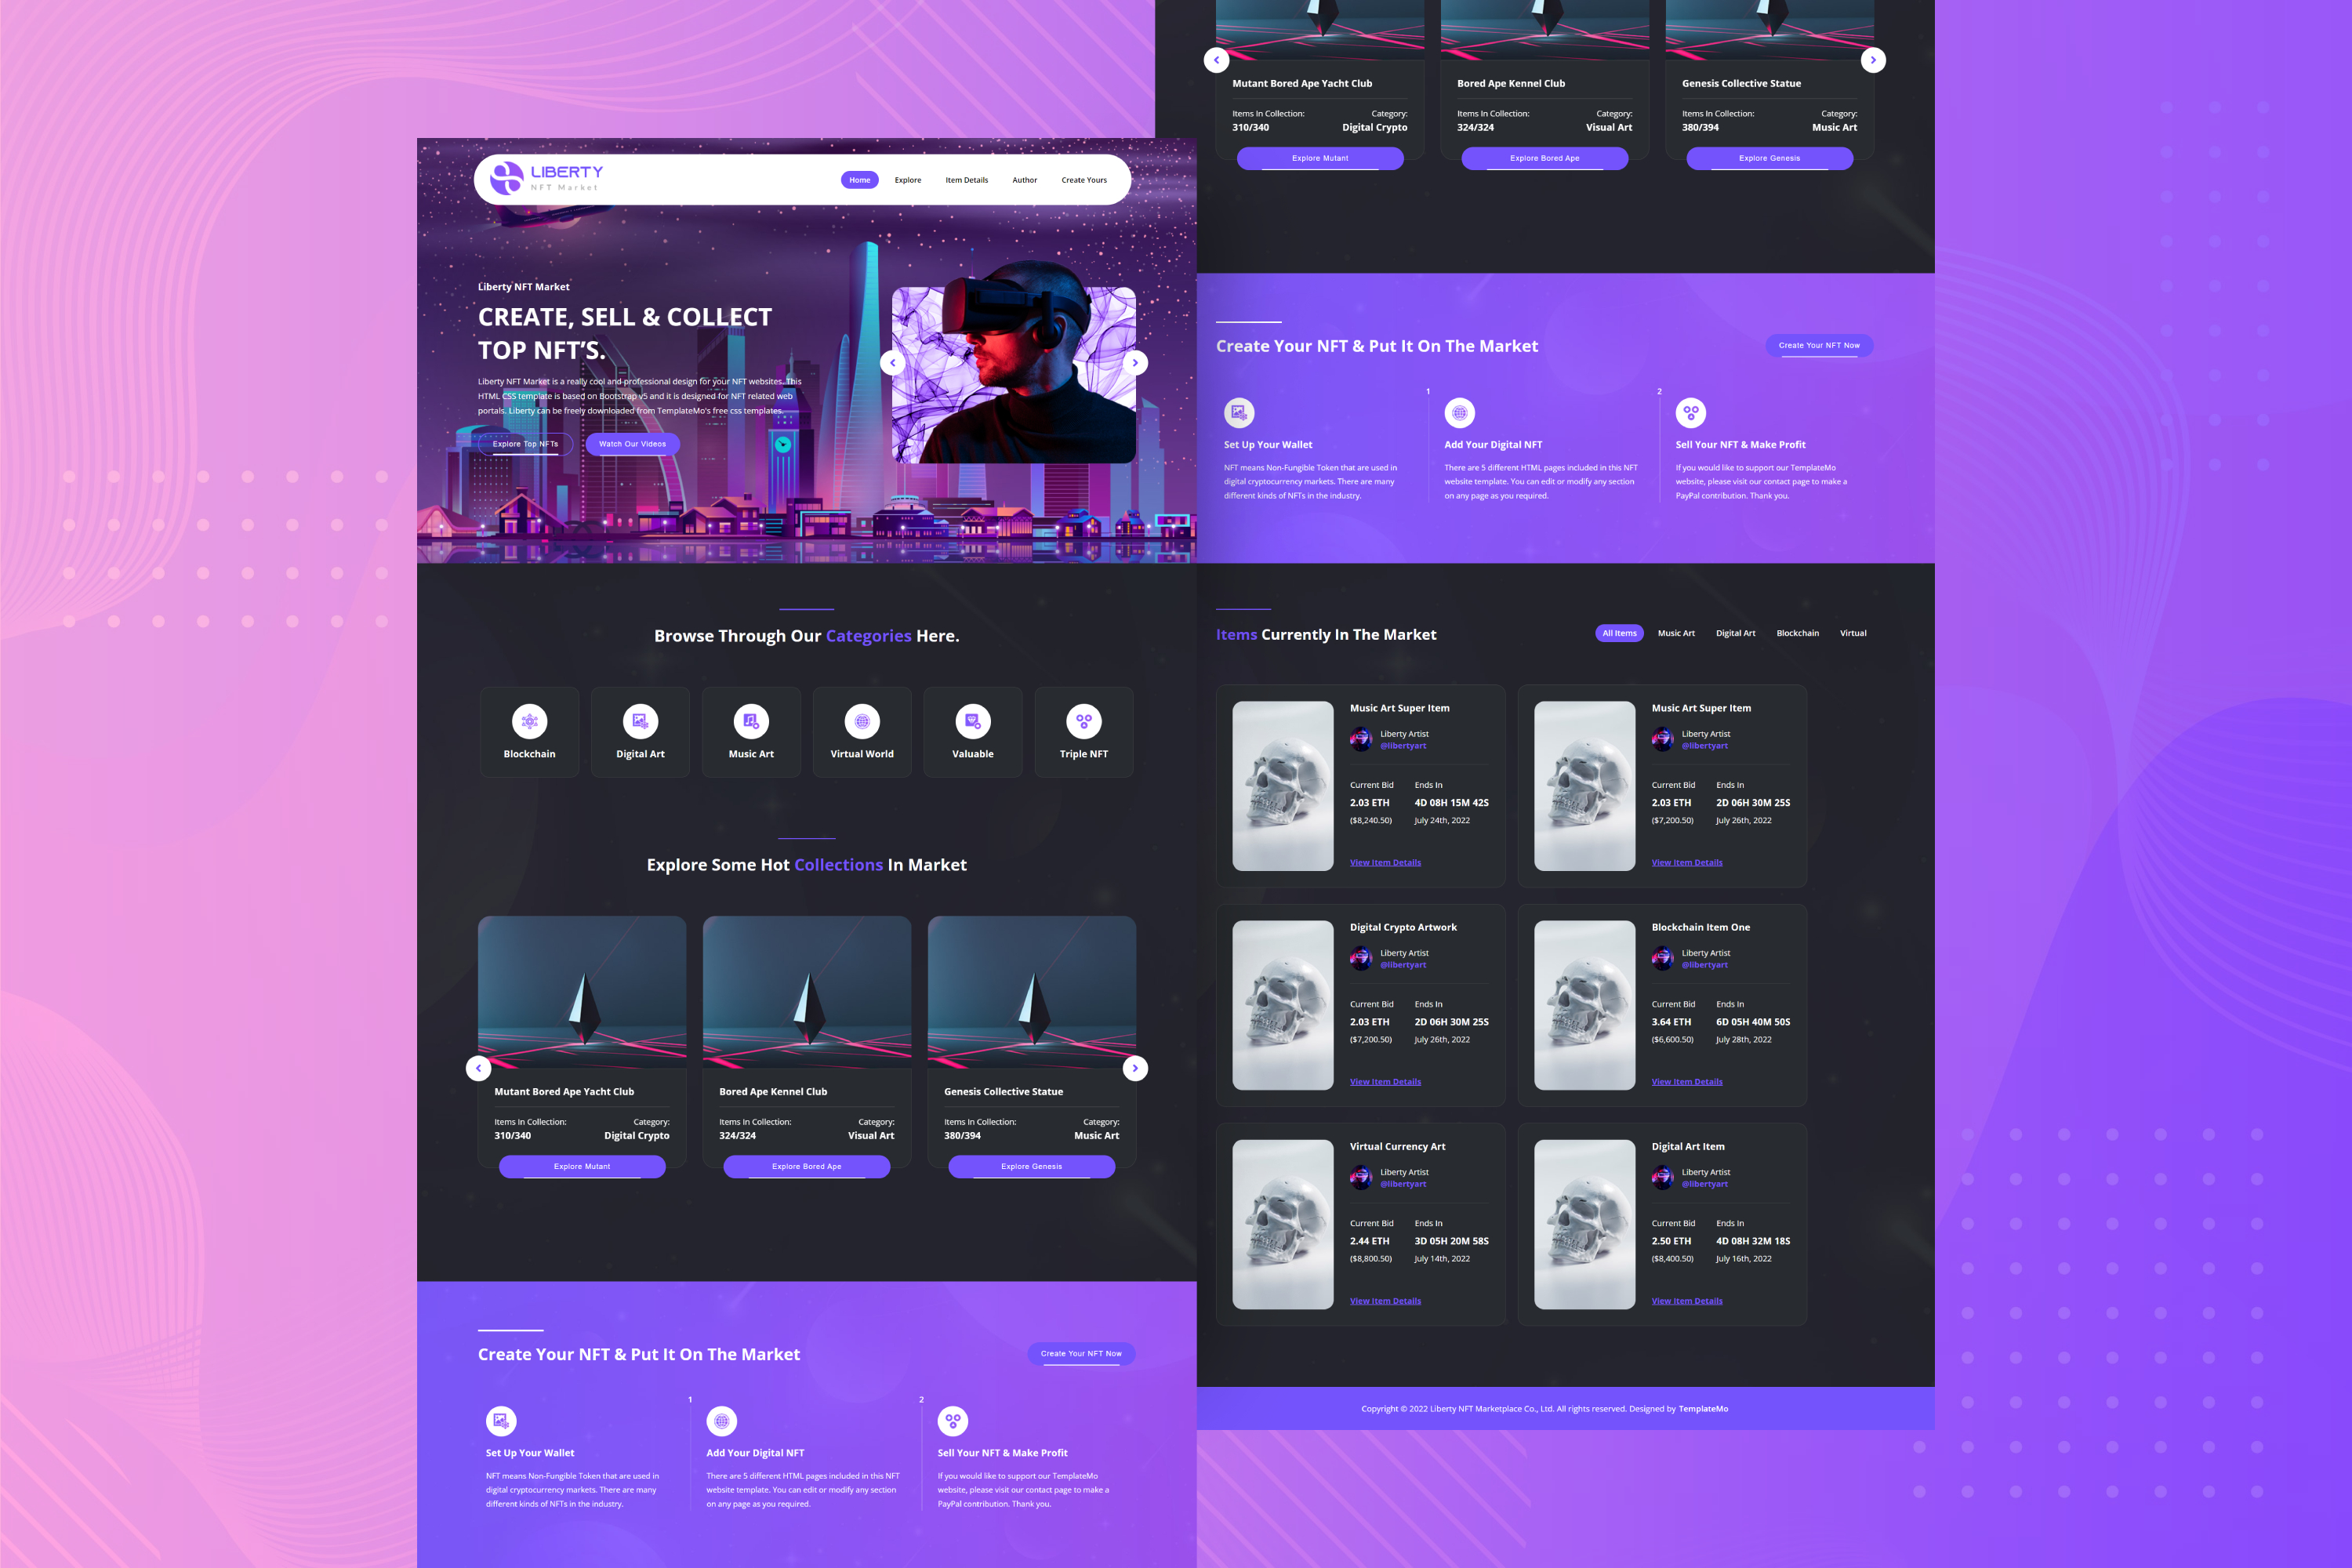 LIBERTY
NFT Market
Home Explore Item Details Author Create Yours
Liberty NFT Market
CREATE, SELL & COLLECT
TOP NFT'S.
Liberty NFT Market is a really cool and professional design for your NFT websites. This
HTML CSS template is based on Bootstrap v5 and it is designed for NFT related web
portals. Liberty can be freely downloaded from TemplateMo's free css templates.
Explore Top NFTs Watch Our Videos
Browse Through Our Categories Here.
Blockchain Digital Art Music Art Virtual World Valuable Triple NFT
Explore Some Hot Collections In Market
Mutant Bored Ape Yacht Club Bored Ape Kennel Club Genesis Collective Statue
Items In Collection: Category: Items In Collection: Category: Items In Collection: Category:
310/340 Digital Crypto 324/324 Visual Art 380/394 Music Art
Explore Mutant Explore Bored Ape Explore Genesis
Create Your NFT & Put It On The Market Create Your NFT Now
1 2
Set Up Your Wallet Add Your Digital NFT Sell Your NFT & Make Profit
NFT means Non-Fungible Token that are used in There are 5 different HTML pages included in this NFT If you would like to support our TemplateMo
digital cryptocurrency markets. There are many website template. You can edit or modify any section website, please visit our contact page to make a
different kinds of NFTs in the industry. on any page as you required. PayPal contribution. Thank you.
Mutant Bored Ape Yacht Club Bored Ape Kennel Club Genesis Collective Statue
Items In Collection: Category: Items In Collection: Category: Items In Collection: Category:
310/340 Digital Crypto 324/324 Visual Art 380/394 Music Art
Explore Mutant Explore Bored Ape Explore Genesis
Create Your NFT & Put It On The Market Create Your NFT Now
1 2
Set Up Your Wallet Add Your Digital NFT Sell Your NFT & Make Profit
NFT means Non-Fungible Token that are used in There are 5 different HTML pages included in this NFT If you would like to support our TemplateMo
digital cryptocurrency markets. There are many website template. You can edit or modify any section website, please visit our contact page to make a
different kinds of NFTs in the industry. on any page as you required. PayPal contribution. Thank you.
Items Currently In The Market All Items Music Art Digital Art Blockchain Virtual
Music Art Super Item
Liberty Artist
@libertyart
Current Bid Ends In
2.03 ETH 4D 08H 15M 42S
($8,240.50) July 24th, 2022
View Item Details
Music Art Super Item
Liberty Artist
@libertyart
Current Bid Ends In
2.03 ETH 2D 06H 30M 25S
($7,200.50) July 26th, 2022
View Item Details
Digital Crypto Artwork
Liberty Artist
@libertyart
Current Bid Ends In
2.03 ETH 2D 06H 30M 25S
($7,200.50) July 26th, 2022
View Item Details
Blockchain Item One
Liberty Artist
@libertyart
Current Bid Ends In
3.64 ETH 6D 05H 40M 50S
($6,600.50) July 28th, 2022
View Item Details
Virtual Currency Art
Liberty Artist
@libertyart
Current Bid Ends In
2.44 ETH 3D 05H 20M 58S
($8,800.50) July 14th, 2022
View Item Details
Digital Art Item
Liberty Artist
@libertyart
Current Bid Ends In
2.50 ETH 4D 08H 32M 18S
($8,400.50) July 16th, 2022
View Item Details
Copyright © 2022 Liberty NFT Marketplace Co., Ltd. All rights reserved. Designed by TemplateMo